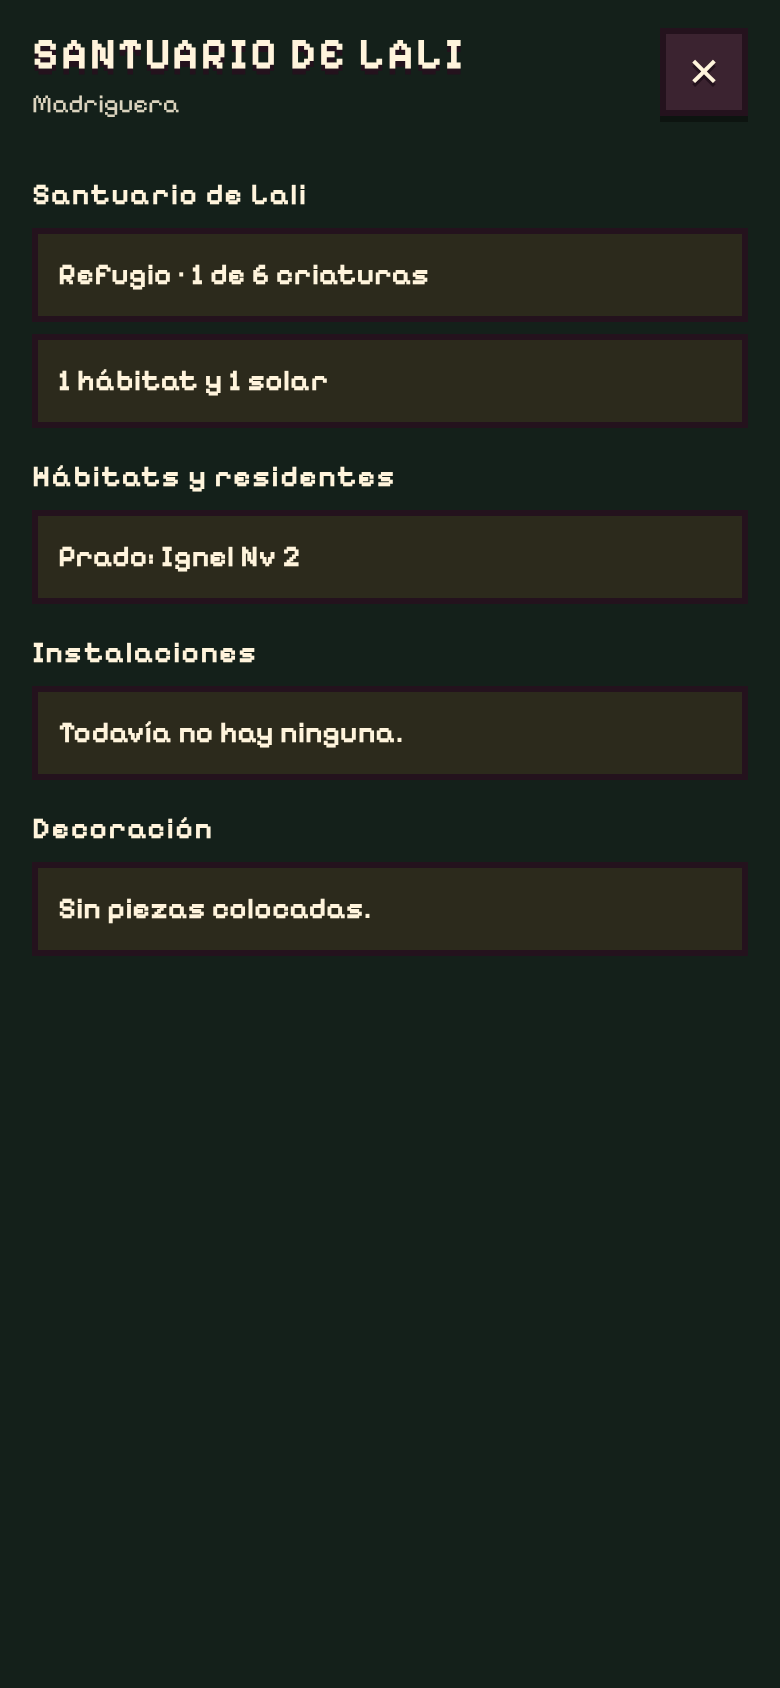 SANTUARIO DE LALI
Madriguera
×
Santuario de Lali
Refugio · 1 de 6 criaturas
1 hábitat y 1 solar
Hábitats y residentes
Prado: Ignel Nv 2
Instalaciones
Todavía no hay ninguna.
Decoración
Sin piezas colocadas.